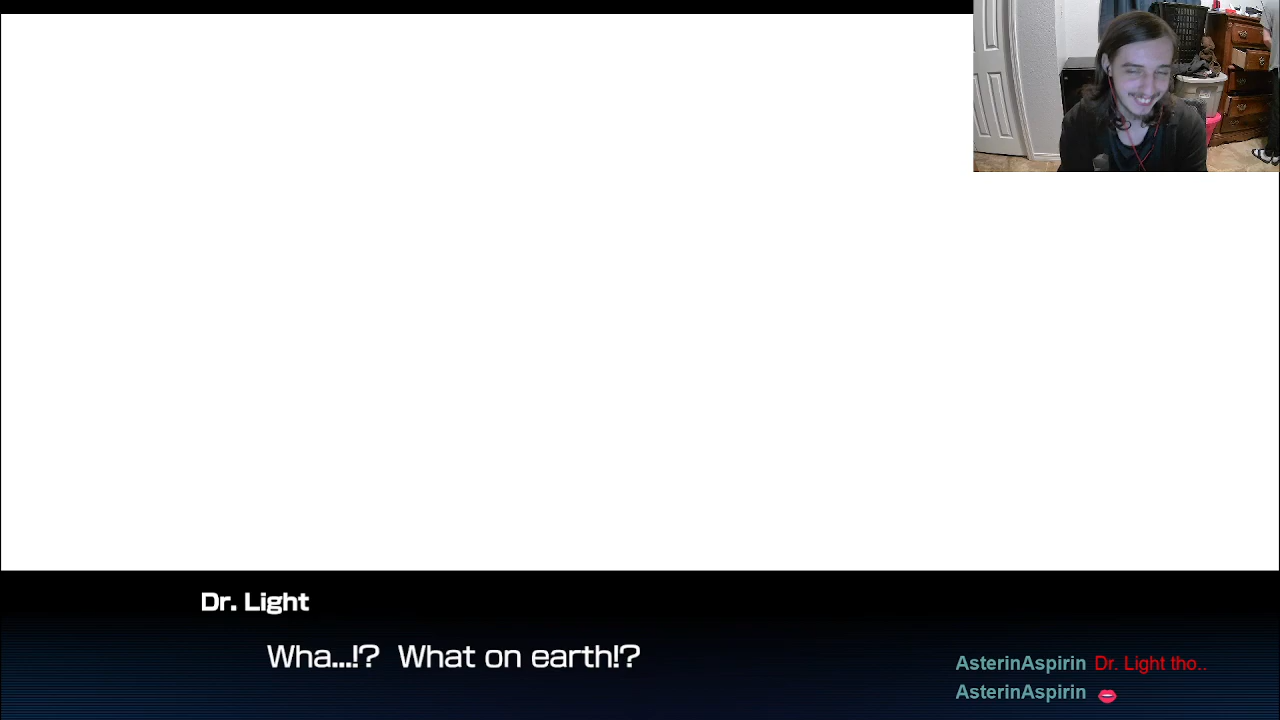 Dr. Light
Wha...!? What on earth!?
AsterinAspirin Dr. Light tho..
AsterinAspirin 💋